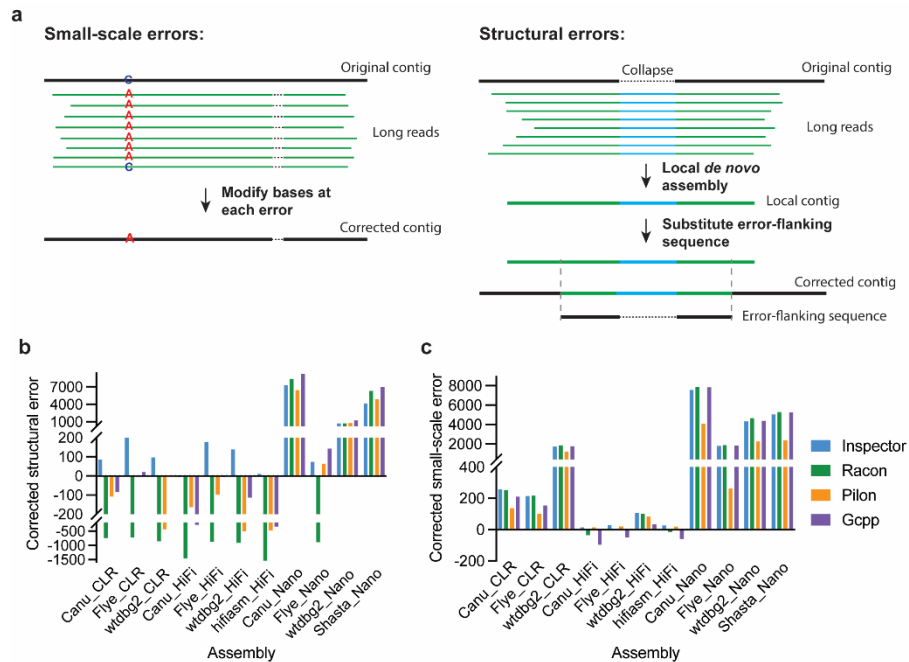 a
Small-scale errors:
Structural errors:
Original contig
C
A
A
A
A
A
A
A
C
Long reads
Modify bases at
each error
Corrected contig
A
Collapse
Original contig
Long reads
Local de novo
assembly
Local contig
Substitute error-flanking
sequence
Corrected contig
Error-flanking sequence
b
Corrected structural error
7000
4000
1000
200
100
0
-100
-200
-500
-1000
-1500
Canu_CLR
Flye_CLR
wtdbg2_CLR
Canu_HiFi
Flye_HiFi
wtdbg2_HiFi
hifiasm_HiFi
Canu_Nano
Flye_Nano
wtdbg2_Nano
Shasta_Nano
Assembly
c
Corrected small-scale error
8000
6000
4000
2000
400
200
0
-200
Canu_CLR
Flye_CLR
wtdbg2_CLR
Canu_HiFi
Flye_HiFi
wtdbg2_HiFi
hifiasm_HiFi
Canu_Nano
Flye_Nano
wtdbg2_Nano
Shasta_Nano
Assembly
Inspector
Racon
Pilon
Gcpp